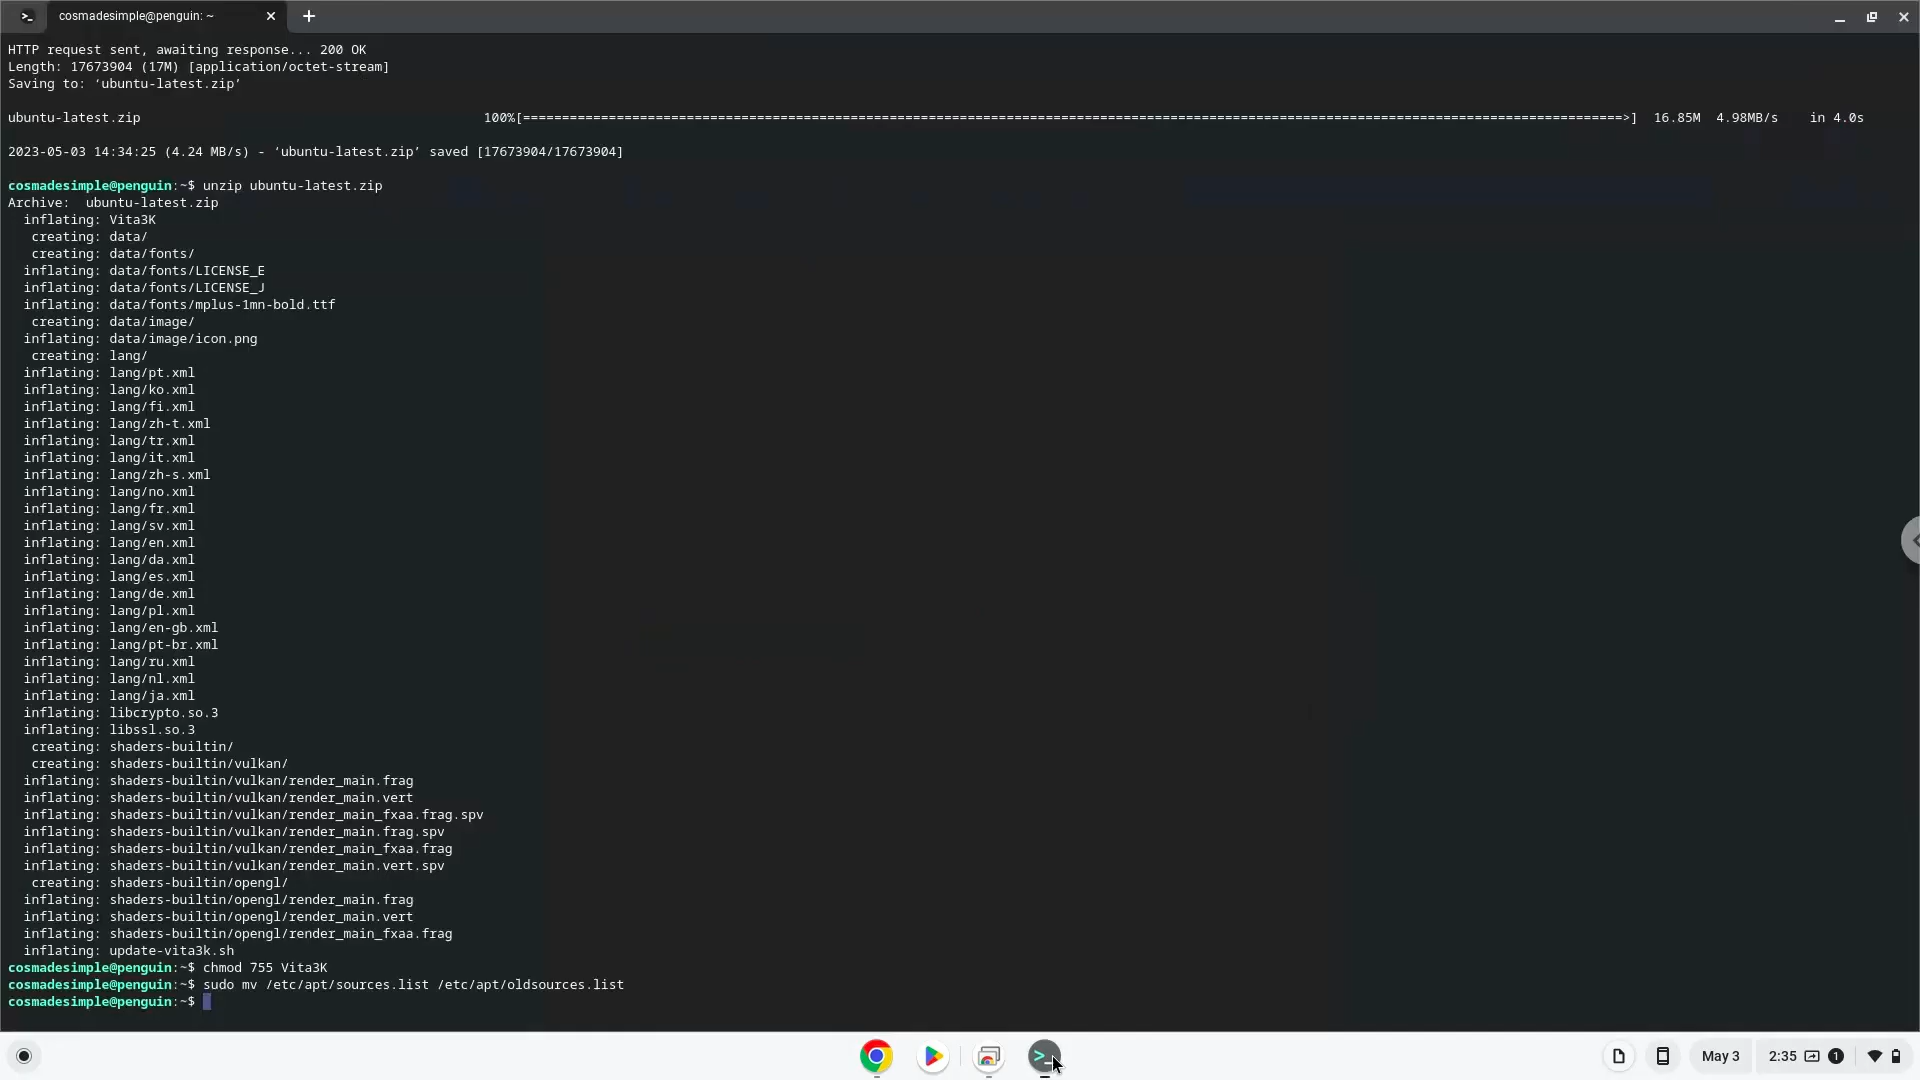 cosmadesimple@penguin: ~
HTTP request sent, awaiting response... 200 OK
Length: 17673904 (17M) [application/octet-stream]
Saving to: ‘ubuntu-latest.zip’
ubuntu-latest.zip 100%[=============================================================================================================================================>] 16.85M 4.98MB/s in 4.0s
2023-05-03 14:34:25 (4.24 MB/s) - ‘ubuntu-latest.zip’ saved [17673904/17673904]
cosmadesimple@penguin:~$ unzip ubuntu-latest.zip
Archive: ubuntu-latest.zip
inflating: Vita3K
creating: data/
creating: data/fonts/
inflating: data/fonts/LICENSE_E
inflating: data/fonts/LICENSE_J
inflating: data/fonts/mplus-1mn-bold.ttf
creating: data/image/
inflating: data/image/icon.png
creating: lang/
inflating: lang/pt.xml
inflating: lang/ko.xml
inflating: lang/fi.xml
inflating: lang/zh-t.xml
inflating: lang/tr.xml
inflating: lang/it.xml
inflating: lang/zh-s.xml
inflating: lang/no.xml
inflating: lang/fr.xml
inflating: lang/sv.xml
inflating: lang/en.xml
inflating: lang/da.xml
inflating: lang/es.xml
inflating: lang/de.xml
inflating: lang/pl.xml
inflating: lang/en-gb.xml
inflating: lang/pt-br.xml
inflating: lang/ru.xml
inflating: lang/nl.xml
inflating: lang/ja.xml
inflating: libcrypto.so.3
inflating: libssl.so.3
creating: shaders-builtin/
creating: shaders-builtin/vulkan/
inflating: shaders-builtin/vulkan/render_main.frag
inflating: shaders-builtin/vulkan/render_main.vert
inflating: shaders-builtin/vulkan/render_main_fxaa.frag.spv
inflating: shaders-builtin/vulkan/render_main.frag.spv
inflating: shaders-builtin/vulkan/render_main_fxaa.frag
inflating: shaders-builtin/vulkan/render_main.vert.spv
creating: shaders-builtin/opengl/
inflating: shaders-builtin/opengl/render_main.frag
inflating: shaders-builtin/opengl/render_main.vert
inflating: shaders-builtin/opengl/render_main_fxaa.frag
inflating: update-vita3k.sh
cosmadesimple@penguin:~$ chmod 755 Vita3K
cosmadesimple@penguin:~$ sudo mv /etc/apt/sources.list /etc/apt/oldsources.list
cosmadesimple@penguin:~$
May 3 2:35 1